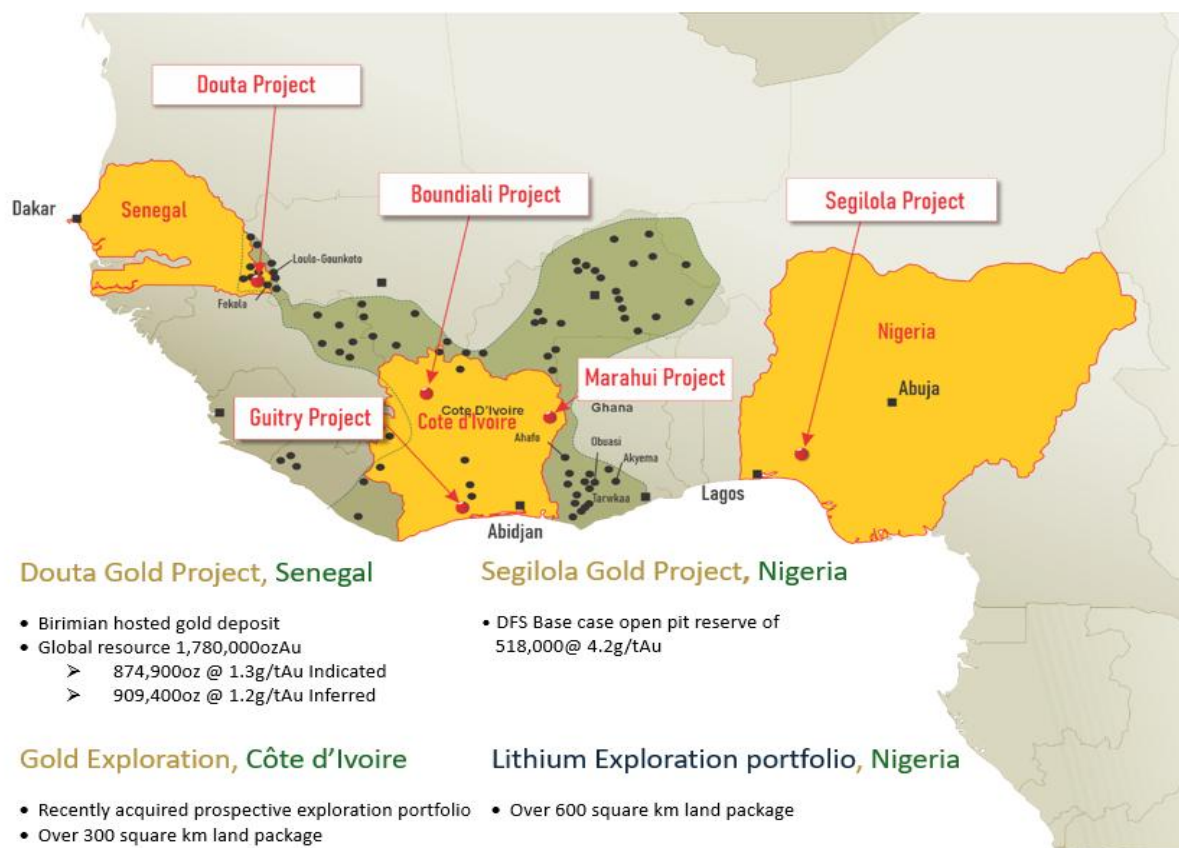 Douta Project
Boundiali Project
Segilola Project
Dakar
Senegal
Loulo-Gounkoto
Fekola
Nigeria
Marahui Project
Abuja
Guitry Project
Cote D'Ivoire
Cote d'Ivoire
Ghana
Ahafo
Obuasi
Akyema
Tarwkaa
Lagos
Abidjan
Douta Gold Project, Senegal
• Birimian hosted gold deposit
• Global resource 1,780,000ozAu
➢ 874,900oz @ 1.3g/tAu Indicated
➢ 909,400oz @ 1.2g/tAu Inferred
Segilola Gold Project, Nigeria
• DFS Base case open pit reserve of
518,000@ 4.2g/tAu
Gold Exploration, Côte d’Ivoire
• Recently acquired prospective exploration portfolio
• Over 300 square km land package
Lithium Exploration portfolio, Nigeria
• Over 600 square km land package